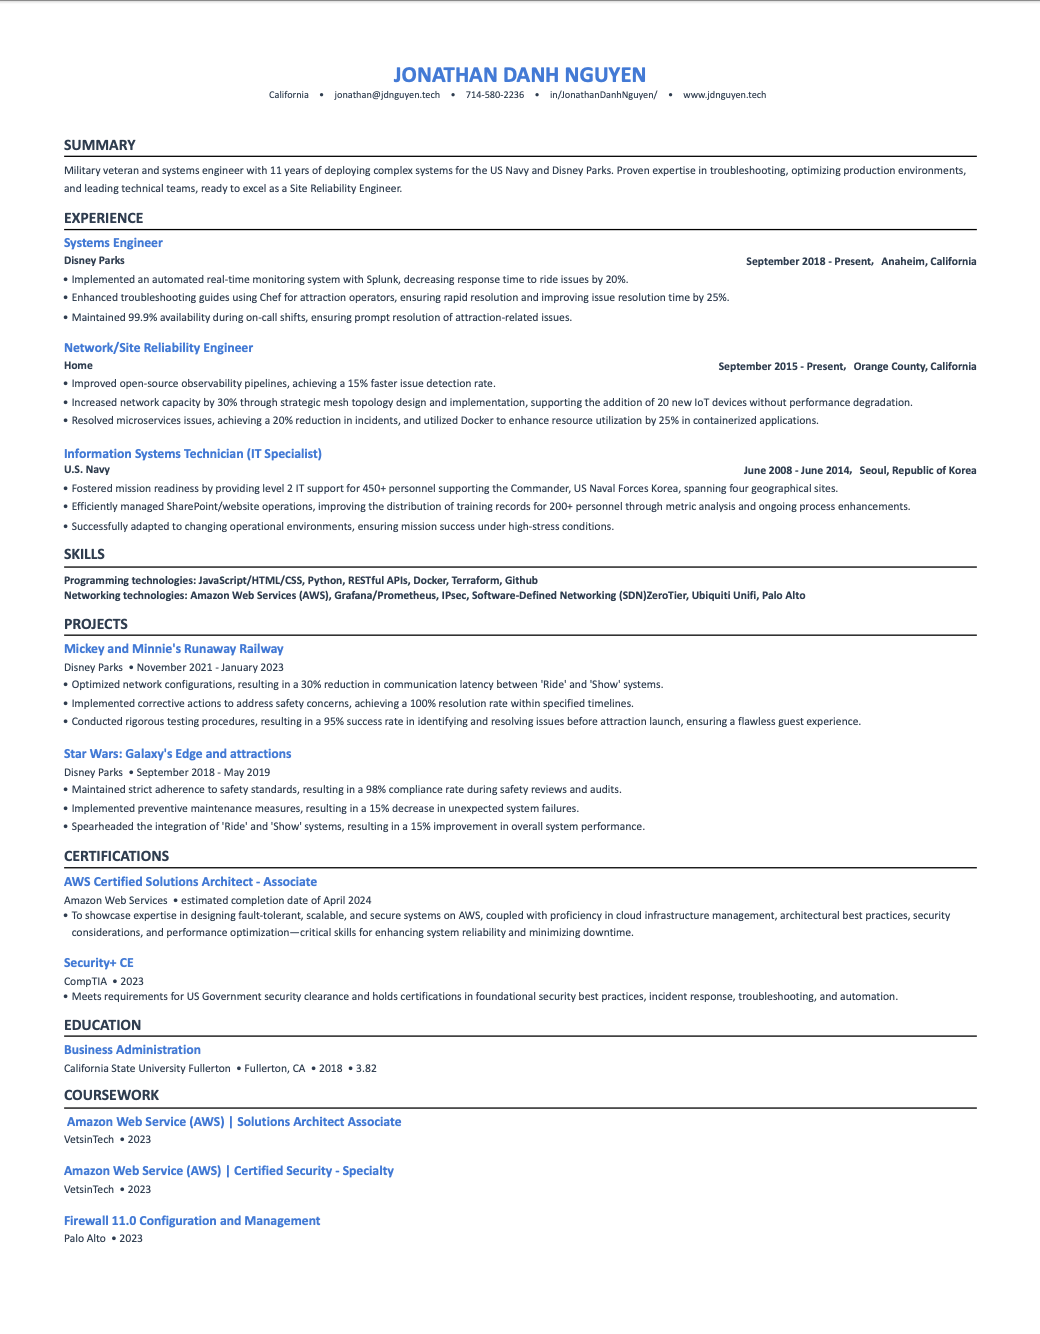 JONATHAN DANH NGUYEN
California • jonathan@jdnguyen.tech • 714-580-2236 • in/JonathanDanhNguyen/ • www.jdnguyen.tech
SUMMARY
Military veteran and systems engineer with 11 years of deploying complex systems for the US Navy and Disney Parks. Proven expertise in troubleshooting, optimizing production environments,
and leading technical teams, ready to excel as a Site Reliability Engineer.
EXPERIENCE
Systems Engineer
Disney Parks September 2018 - Present, Anaheim, California
• Implemented an automated real-time monitoring system with Splunk, decreasing response time to ride issues by 20%.
• Enhanced troubleshooting guides using Chef for attraction operators, ensuring rapid resolution and improving issue resolution time by 25%.
• Maintained 99.9% availability during on-call shifts, ensuring prompt resolution of attraction-related issues.
Network/Site Reliability Engineer
Home September 2015 - Present, Orange County, California
• Improved open-source observability pipelines, achieving a 15% faster issue detection rate.
• Increased network capacity by 30% through strategic mesh topology design and implementation, supporting the addition of 20 new IoT devices without performance degradation.
• Resolved microservices issues, achieving a 20% reduction in incidents, and utilized Docker to enhance resource utilization by 25% in containerized applications.
Information Systems Technician (IT Specialist)
U.S. Navy June 2008 - June 2014, Seoul, Republic of Korea
• Fostered mission readiness by providing level 2 IT support for 450+ personnel supporting the Commander, US Naval Forces Korea, spanning four geographical sites.
• Efficiently managed SharePoint/website operations, improving the distribution of training records for 200+ personnel through metric analysis and ongoing process enhancements.
• Successfully adapted to changing operational environments, ensuring mission success under high-stress conditions.
SKILLS
Programming technologies: JavaScript/HTML/CSS, Python, RESTful APIs, Docker, Terraform, Github
Networking technologies: Amazon Web Services (AWS), Grafana/Prometheus, IPsec, Software-Defined Networking (SDN)ZeroTier, Ubiquiti Unifi, Palo Alto
PROJECTS
Mickey and Minnie's Runaway Railway
Disney Parks • November 2021 - January 2023
• Optimized network configurations, resulting in a 30% reduction in communication latency between 'Ride' and 'Show' systems.
• Implemented corrective actions to address safety concerns, achieving a 100% resolution rate within specified timelines.
• Conducted rigorous testing procedures, resulting in a 95% success rate in identifying and resolving issues before attraction launch, ensuring a flawless guest experience.
Star Wars: Galaxy's Edge and attractions
Disney Parks • September 2018 - May 2019
• Maintained strict adherence to safety standards, resulting in a 98% compliance rate during safety reviews and audits.
• Implemented preventive maintenance measures, resulting in a 15% decrease in unexpected system failures.
• Spearheaded the integration of 'Ride' and 'Show' systems, resulting in a 15% improvement in overall system performance.
CERTIFICATIONS
AWS Certified Solutions Architect - Associate
Amazon Web Services • estimated completion date of April 2024
• To showcase expertise in designing fault-tolerant, scalable, and secure systems on AWS, coupled with proficiency in cloud infrastructure management, architectural best practices, security
considerations, and performance optimization—critical skills for enhancing system reliability and minimizing downtime.
Security+ CE
CompTIA • 2023
• Meets requirements for US Government security clearance and holds certifications in foundational security best practices, incident response, troubleshooting, and automation.
EDUCATION
Business Administration
California State University Fullerton • Fullerton, CA • 2018 • 3.82
COURSEWORK
Amazon Web Service (AWS) | Solutions Architect Associate
VetsinTech • 2023
Amazon Web Service (AWS) | Certified Security - Specialty
VetsinTech • 2023
Firewall 11.0 Configuration and Management
Palo Alto • 2023